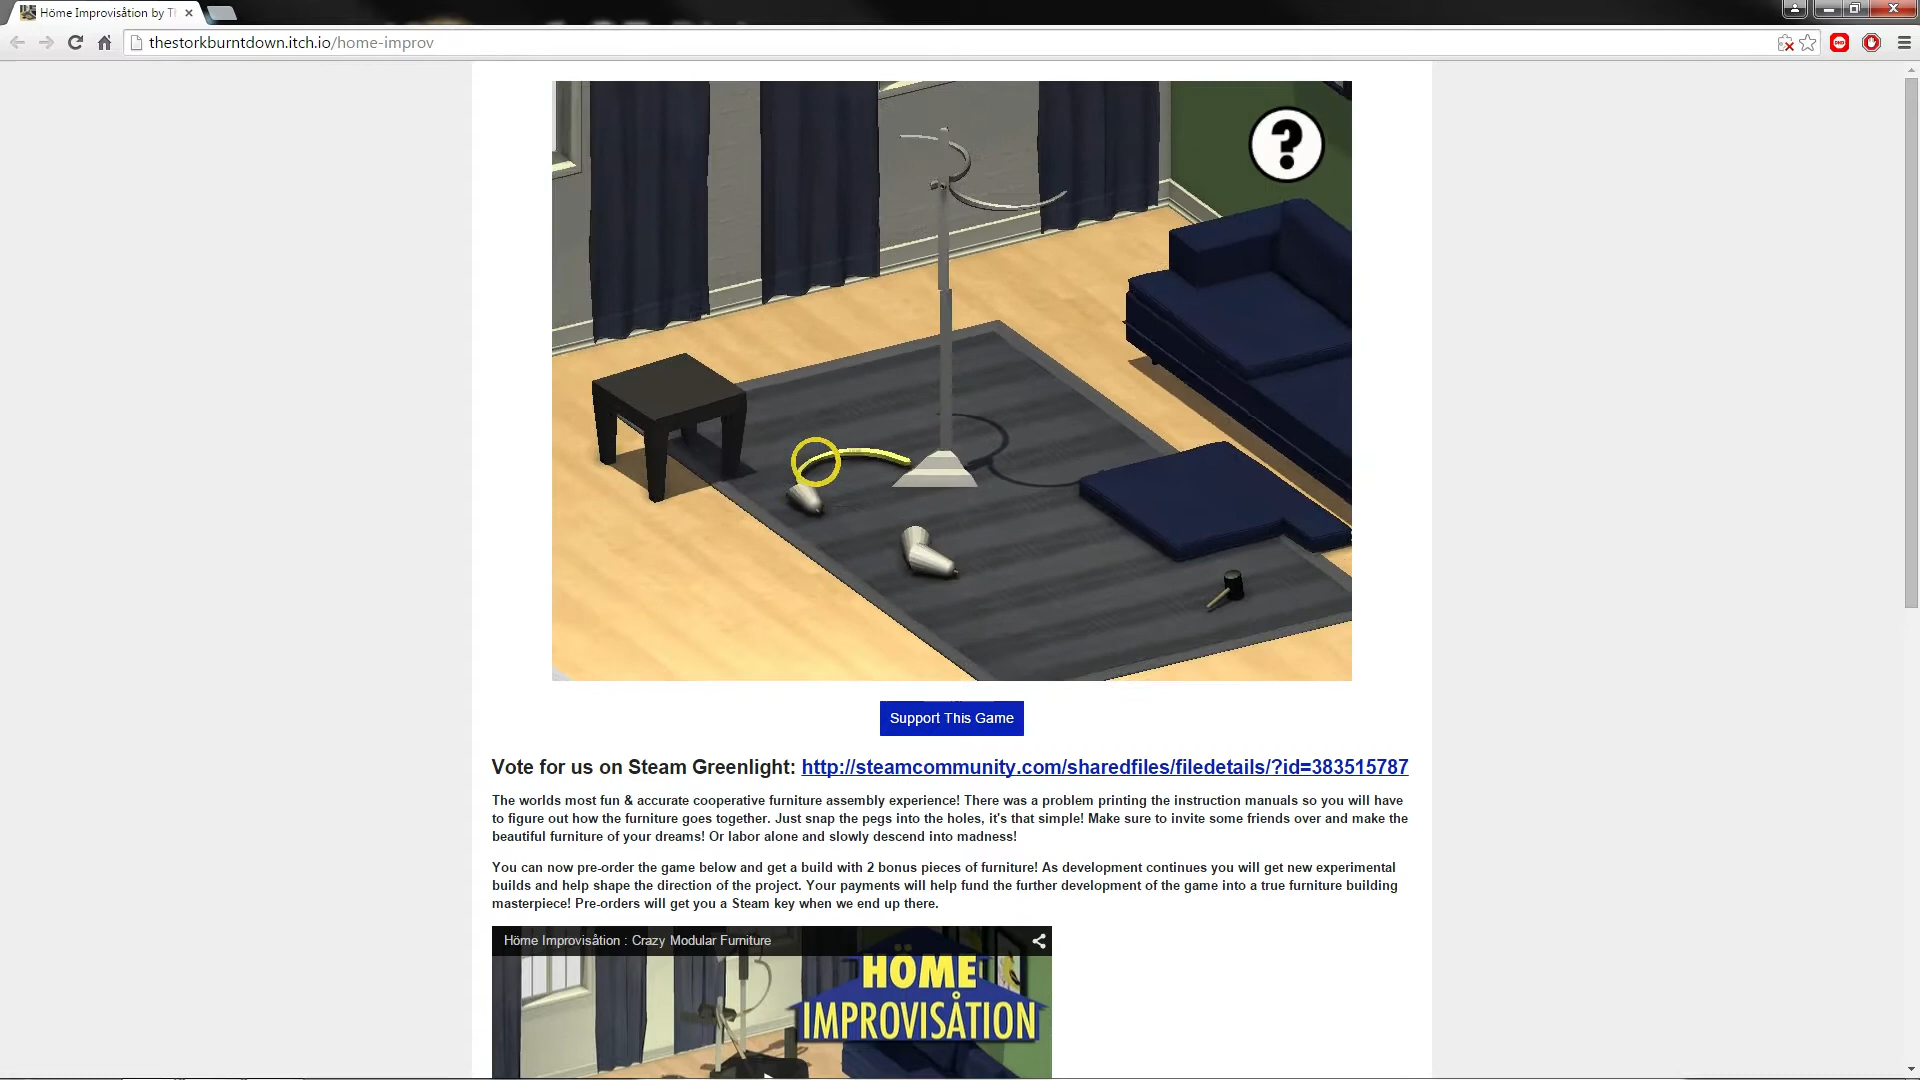 Höme Improvisåtion by Th
thestorkburntdown.itch.io/home-improv
?
Support This Game
Vote for us on Steam Greenlight: http://steamcommunity.com/sharedfiles/filedetails/?id=383515787
The worlds most fun & accurate cooperative furniture assembly experience! There was a problem printing the instruction manuals so you will have
to figure out how the furniture goes together. Just snap the pegs into the holes, it's that simple! Make sure to invite some friends over and make the
beautiful furniture of your dreams! Or labor alone and slowly descend into madness!
You can now pre-order the game below and get a build with 2 bonus pieces of furniture! As development continues you will get new experimental
builds and help shape the direction of the project. Your payments will help fund the further development of the game into a true furniture building
masterpiece! Pre-orders will get you a Steam key when we end up there.
Höme Improvisåtion : Crazy Modular Furniture
HÖME
IMPROVISÅTION